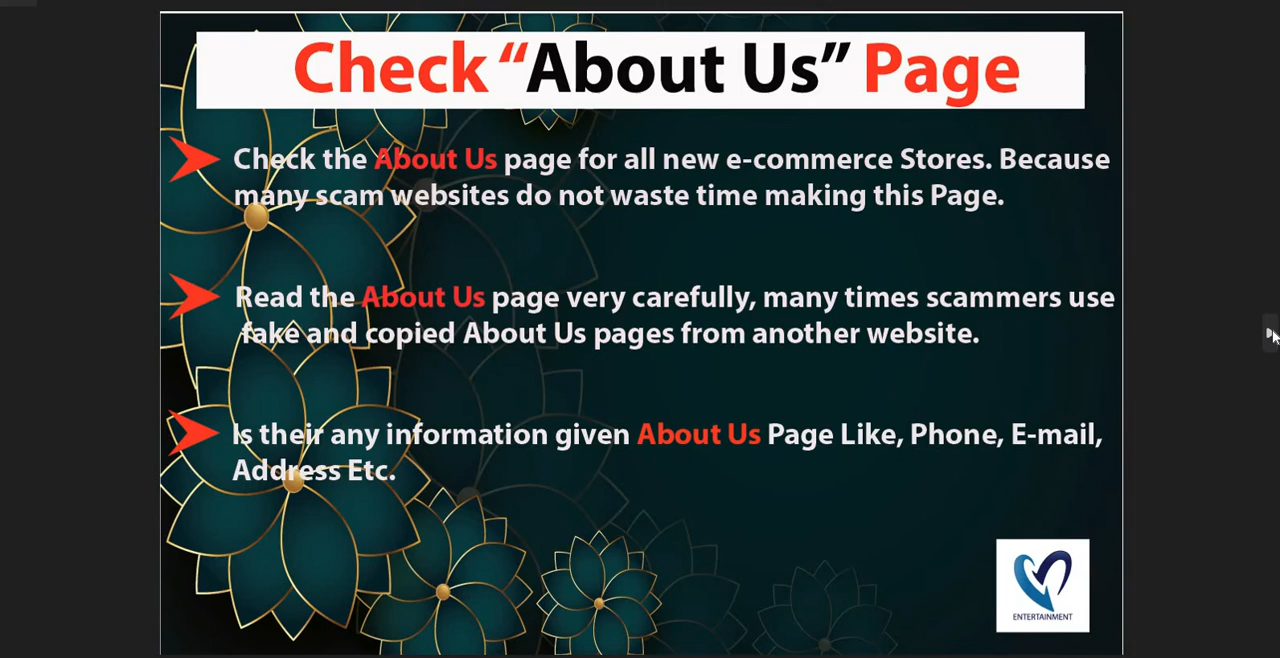 Check “About Us” Page
Check the About Us page for all new e-commerce Stores. Because
many scam websites do not waste time making this Page.
Read the About Us page very carefully, many times scammers use
fake and copied About Us pages from another website.
Is their any information given About Us Page Like, Phone, E-mail,
Address Etc.
ENTERTAINMENT